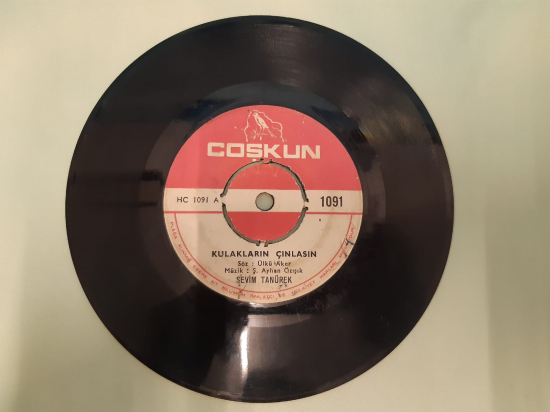 COŞKUN
HC 1091 A
1091
KULAKLARIN ÇINLASIN
Söz : Ülkü Aker
Müzik : Ş. Ayhan Özışık
SEVİM TANÜREK